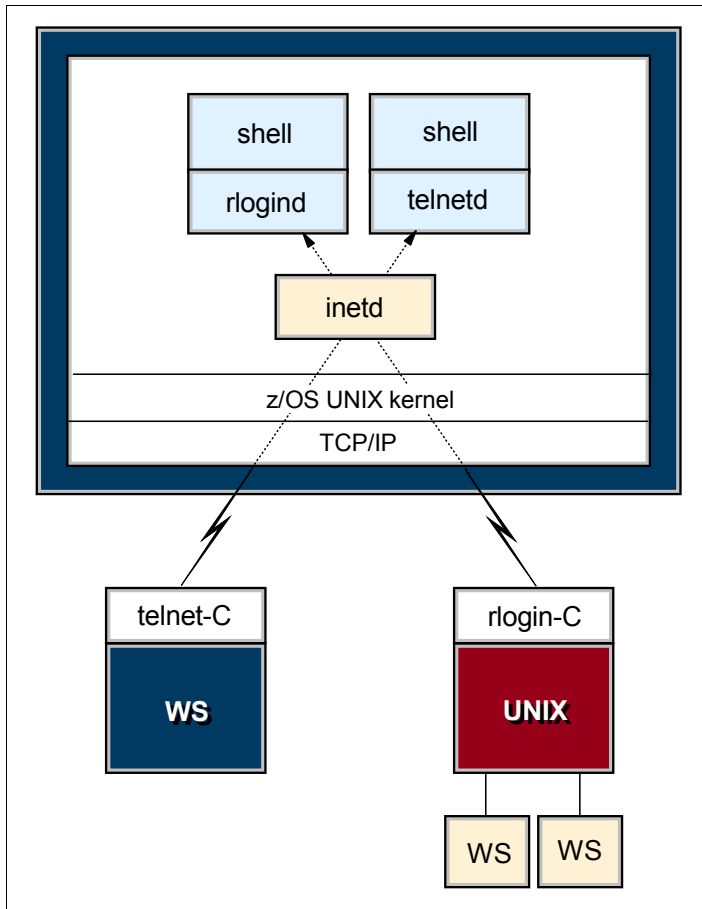 shell
shell
rlogind
telnetd
inetd
z/OS UNIX kernel
TCP/IP
telnet-C
rlogin-C
WS
UNIX
WS
WS